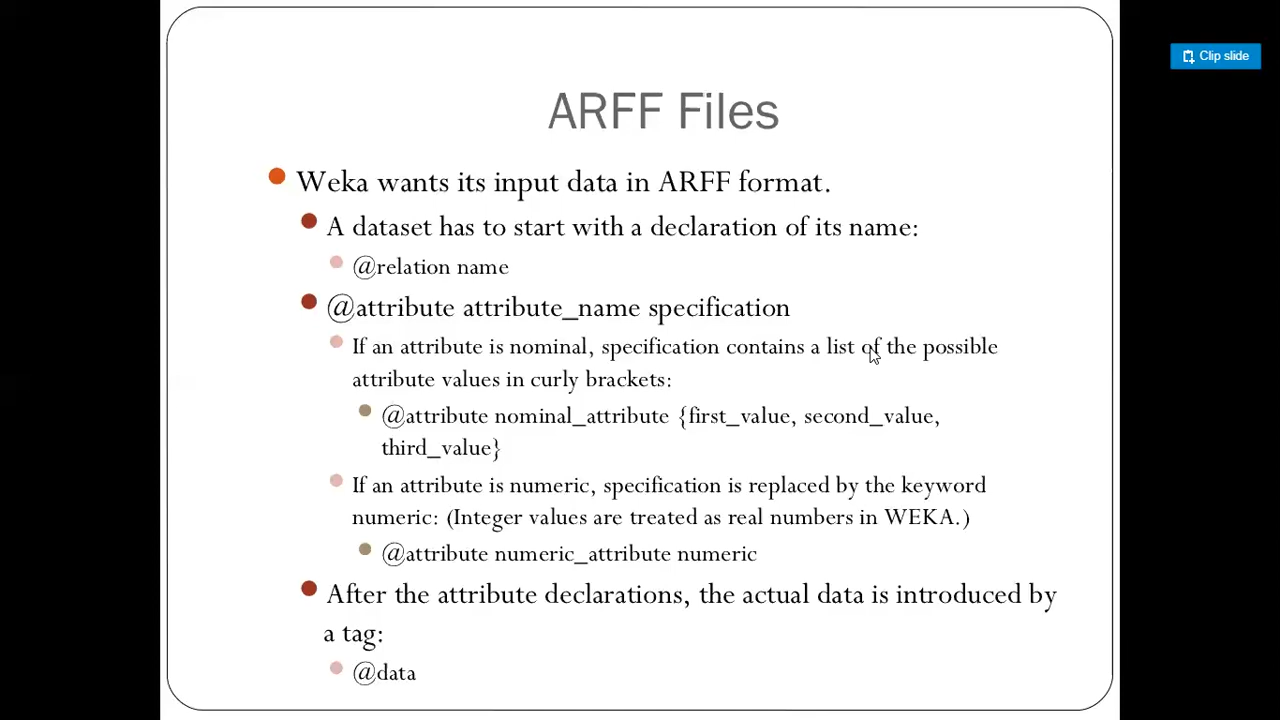 Clip slide
ARFF Files
Weka wants its input data in ARFF format.
A dataset has to start with a declaration of its name:
@relation name
@attribute attribute_name specification
If an attribute is nominal, specification contains a list of the possible
attribute values in curly brackets:
@attribute nominal_attribute {first_value, second_value,
third_value}
If an attribute is numeric, specification is replaced by the keyword
numeric: (Integer values are treated as real numbers in WEKA.)
@attribute numeric_attribute numeric
After the attribute declarations, the actual data is introduced by
a tag:
@data